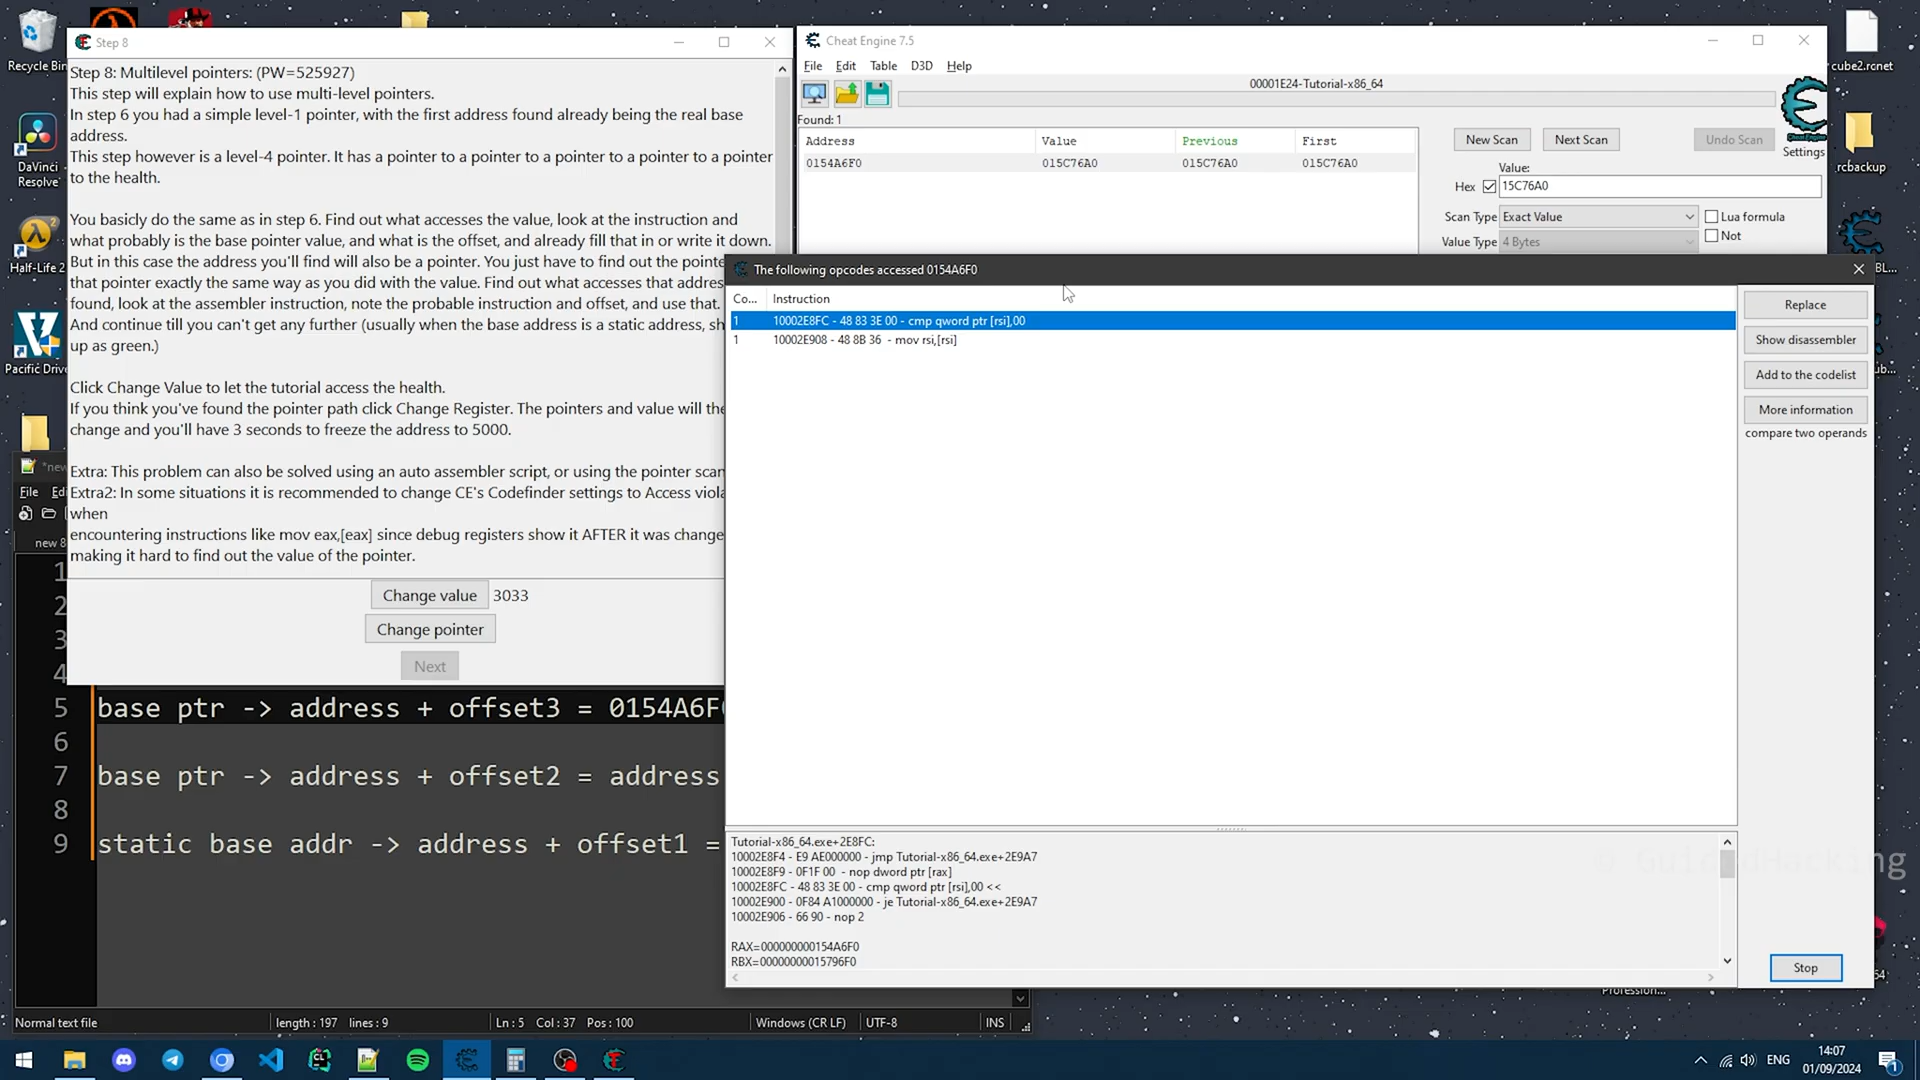 Recycle Bin
DaVinci
Resolve
Half-Life 2
Step 8
Step 8: Multilevel pointers: (PW=525927)
This step will explain how to use multi-level pointers.
In step 6 you had a simple level-1 pointer, with the first address found already being the real base
address.
This step however is a level-4 pointer. It has a pointer to a pointer to a pointer to a pointer to a pointer
to the health.
You basicly do the same as in step 6. Find out what accesses the value, look at the instruction and
what probably is the base pointer value, and what is the offset, and already fill that in or write it down.
But in this case the address you'll find will also be a pointer. You just have to find out the pointe
that pointer exactly the same way as you did with the value. Find out what accesses that addres
found, look at the assembler instruction, note the probable instruction and offset, and use that.
And continue till you can't get any further (usually when the base address is a static address, sh
up as green.)
Click Change Value to let the tutorial access the health.
If you think you've found the pointer path click Change Register. The pointers and value will the
change and you'll have 3 seconds to freeze the address to 5000.
Extra: This problem can also be solved using an auto assembler script, or using the pointer scan
Extra2: In some situations it is recommended to change CE's Codefinder settings to Access viola
when
encountering instructions like mov eax,[eax] since debug registers show it AFTER it was change
making it hard to find out the value of the pointer.
Change value 3033
Change pointer
Next
Pacific Drive
*new
File Edi
new 8
1
2
3
4
5 base ptr -> address + offset3 = 0154A6F
6
7 base ptr -> address + offset2 = address
8
9 static base addr -> address + offset1 =
Normal text file length : 197 lines : 9 Ln : 5 Col : 37 Pos : 100 Windows (CR LF) UTF-8 INS
Cheat Engine 7.5
File Edit Table D3D Help
00001E24-Tutorial-x86_64
Found: 1
Address Value Previous First
0154A6F0 015C76A0 015C76A0 015C76A0
New Scan Next Scan Undo Scan
Settings
Value:
Hex 15C76A0
Scan Type Exact Value Lua formula
Not
Value Type 4 Bytes
cube2.rcnet
rcbackup
BL...
ub...
The following opcodes accessed 0154A6F0
Co... Instruction
1 10002E8FC - 48 83 3E 00 - cmp qword ptr [rsi],00
1 10002E908 - 48 8B 36 - mov rsi,[rsi]
Replace
Show disassembler
Add to the codelist
More information
compare two operands
Tutorial-x86_64.exe+2E8FC:
10002E8F4 - E9 AE000000 - jmp Tutorial-x86_64.exe+2E9A7
10002E8F9 - 0F1F 00 - nop dword ptr [rax]
10002E8FC - 48 83 3E 00 - cmp qword ptr [rsi],00 <<
10002E900 - 0F84 A1000000 - je Tutorial-x86_64.exe+2E9A7
10002E906 - 66 90 - nop 2
RAX=000000000154A6F0
RBX=00000000015796F0
Stop
© GuidedHacking
64
Profession...
ENG
14:07
01/09/2024
1